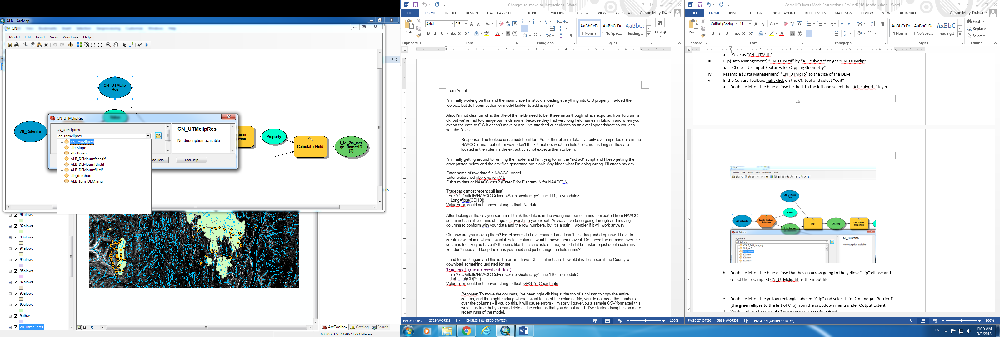 ALB - ArcMap
CN
Model Edit Insert View Windows Help
CN_UTMclip
Res
All_Culverts
Value
CN_UTMclipRes
CN_UTMclipRes
cn_utmclipres
cn_utmclipres
alb_slope
alb_flolen
ALB_DEMburnfacc.tif
ALB_DEMburnfdir.tif
ALB_DEMburnfill.tif
alb_demburn
ALB_10m_DEM.img
CN_UTMclipRes
No description available
ide Help
Tool Help
aster
rties
Property
Calculate Field
I_fc_2m_mer
ge_BarrierID
(2)
ols
91albws
92albws
93albws
94albws
95albws
96albws
97albws
98albws
99albws
9albws
cn_utmclipres
ArcToolbox Catalog Search
608352.377 4728623.797 Meters
Changes_to_make_to_instructions - Word
FILE HOME INSERT DESIGN PAGE LAYOUT REFERENCES MAILINGS REVIEW VIEW ACROBAT Allison Mary Tr...
Paste
Arial 9.5
AaBbCcDc AaBbCcDc AaBbCc
¶ Normal ¶ No Spac... Heading 1
Editing
Clipboard Font Paragraph Styles
From Angel
I'm finally working on this and the main place I'm stuck is loading everything into GIS properly. I added the
toolbox, but do I open python or model builder to add scripts?
Also, I'm not clear on what the title of the fields need to be. It seems as though what's exported from fulcrum is
ok, but we've had to change our fields some, because they had very long field names in fulcrum and when you
export the data to GIS it doesn't make sense. I've attached our culverts as an excel spreadsheet so you can
see the fields.
Response: The toolbox uses model builder. As for the fulcrum data, I've only ever imported data in the
NAACC format, but either way I don't think it matters what the field titles are, as long as they are
located in the columns the extract.py script expects them to be in.
I'm finally getting around to running the model and I'm trying to run the "extract" script and I keep getting the
error pasted below and the csv files generated are blank. Any ideas what I'm doing wrong. I'll attach my csv.
Enter name of raw data file:NAACC_Angel
Enter watershed abbreviation:CIE
Fulcrum data or NAACC data? (Enter F for Fulcrum, N for NAACC):N
Traceback (most recent call last):
File "G:\Outfalls\NAACC Culverts\Scripts\extract.py", line 111, in <module>
Long=float(CD[19])
ValueError: could not convert string to float: No data
After looking at the csv you sent me, I think the data is in the wrong number columns. I exported from NAACC
so I'm not sure if columns change etc everytime you export. Anyway, I've been going through and moving
columns to conform with your data and the row numbers, but it's a pain. I wonder if it will work anyway.
Ok, how are you moving them? Excel seems to have changed and I can't just drag and drop now. I have to
create new column where I want it, select column I want to move then move it. Do I need the numbers over the
columns too like you have it? It seems like this is a waste of time, wouldn't it be faster to just delete columns
you don't need and keep the ones you need and just change the field name?
I tried to run it again and this is the error. I have IDLE, but not sure how old it is. I can see if the County will
download something updated for me.
Traceback (most recent call last):
File "G:\Outfalls\NAACC Culverts\Scripts\extract.py", line 110, in <module>
Lat=float(CD[20])
ValueError: could not convert string to float: GPS_Y_Coordinate
Reponse: To move the columns, I've been right clicking at the top of a column to copy the entire
column, and then right clicking where I want to insert the column. No, you do not need the numbers
over the columns - if you do this, it will cause errors - I'm sorry I gave you a sample CSV formatted this
way. It is true that you can delete all the columns that you do not need. I've started doing this on more
recent runs of the model.
PAGE 1 OF 7 2729 WORDS ENGLISH (UNITED STATES) 100%
Cornell Culverts Model Instructions_Revised2018_forWorkshop - Word
FILE HOME INSERT DESIGN PAGE LAYOUT REFERENCES MAILINGS REVIEW VIEW ACROBAT Allison Mary Truhlar
Paste
Calibri (Body) 11
AaBbCcDc AaBbCcDc AaBbC
¶ Normal ¶ No Spac... Heading 1
Find
Replace
Select
Clipboard Font Paragraph Styles Editing
a. Save as "CN_UTM.tif"
III. Clip(Data Management) "CN_UTM.tif" by "All_culverts" to get "CN_UTMclip"
a. Check "Use Input Features for Clipping Geometry"
IV. Resample (Data Management) "CN_UTMclip" to the size of the DEM
V. In the Culvert Toolbox, right click on the CN tool and select "edit"
a. Double click on the blue ellipse farthest to the left and select the "All_culverts" layer
26
CN
Model Edit Insert View Windows Help
CN_UTMclip
Res
Value
All_Culverts
Iterate Feature
Selection
I_fc_2m_mer
Clip
CN_temp
Get Raster
Properties
All_Culverts
All_Culverts
All_Culverts
XYALB_field_data_proj
NHD_ALB
All_Culverts
100albws
101albws
102albws
All_Culverts
No description available
b. Double click on the blue ellipse that has an arrow going to the yellow "clip" ellipse and
select the resampled CN_UTMclip.tif as the input file
c. Double click on the yellow rectangle labeled "Clip" and select I_fc_2m_merge_BarrierID
(the green ellipse to the left of Clip) from the dropdown menu under Output Extent
d. Verify and run the model (If error results, see note below)
PAGE 27 OF 30 5889 WORDS ENGLISH (UNITED STATES) 100%
EN
11:15 AM
3/9/2018